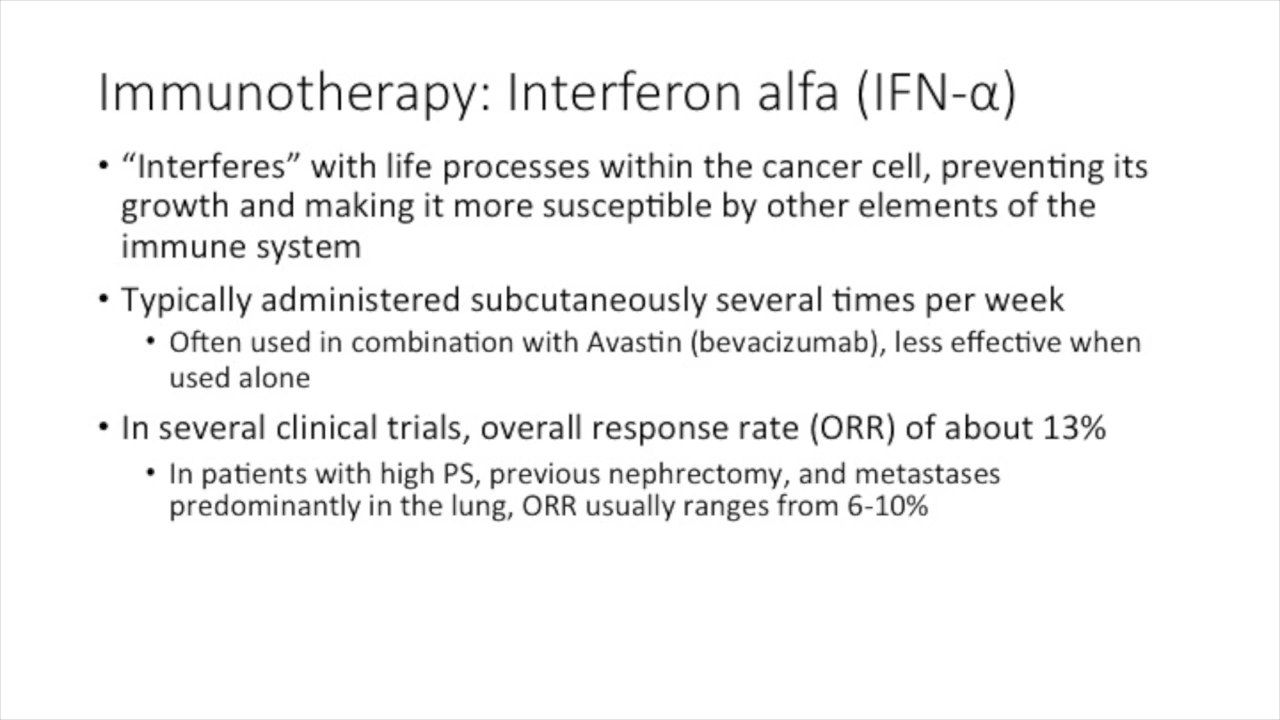 Immunotherapy: Interferon alfa (IFN-α)
• “Interferes” with life processes within the cancer cell, preventing its
growth and making it more susceptible by other elements of the
immune system
• Typically administered subcutaneously several times per week
• Often used in combination with Avastin (bevacizumab), less effective when
used alone
• In several clinical trials, overall response rate (ORR) of about 13%
• In patients with high PS, previous nephrectomy, and metastases
predominantly in the lung, ORR usually ranges from 6-10%